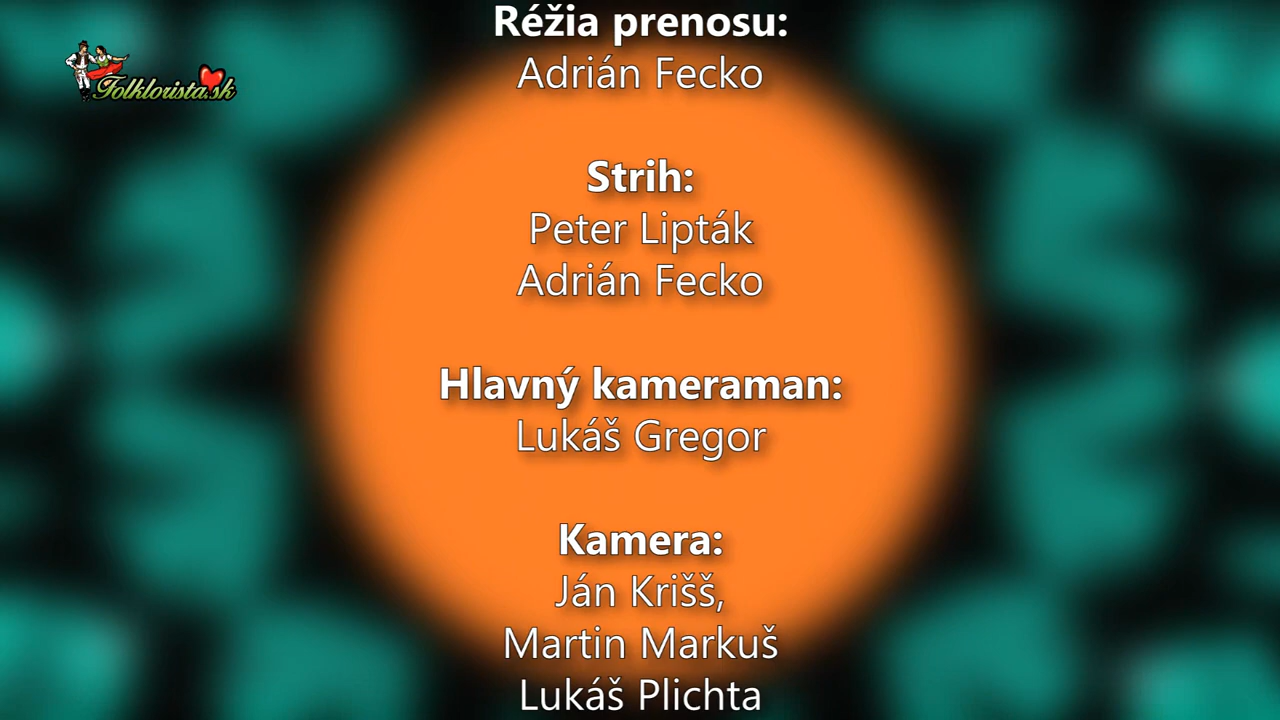 Réžia prenosu:
Folklorista.sk
Adrián Fecko
Strih:
Peter Lipták
Adrián Fecko
Hlavný kameraman:
Lukáš Gregor
Kamera:
Ján Krišš,
Martin Markuš
Lukáš Plichta